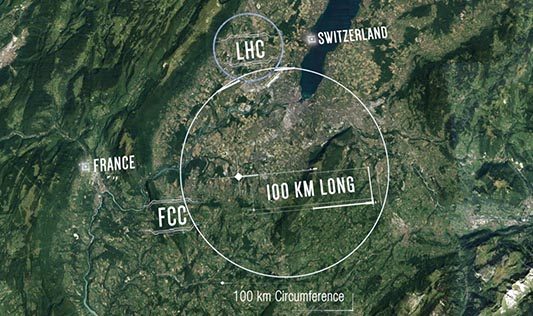 LHC
SWITZERLAND
FRANCE
100 KM LONG
FCC
100 km Circumference